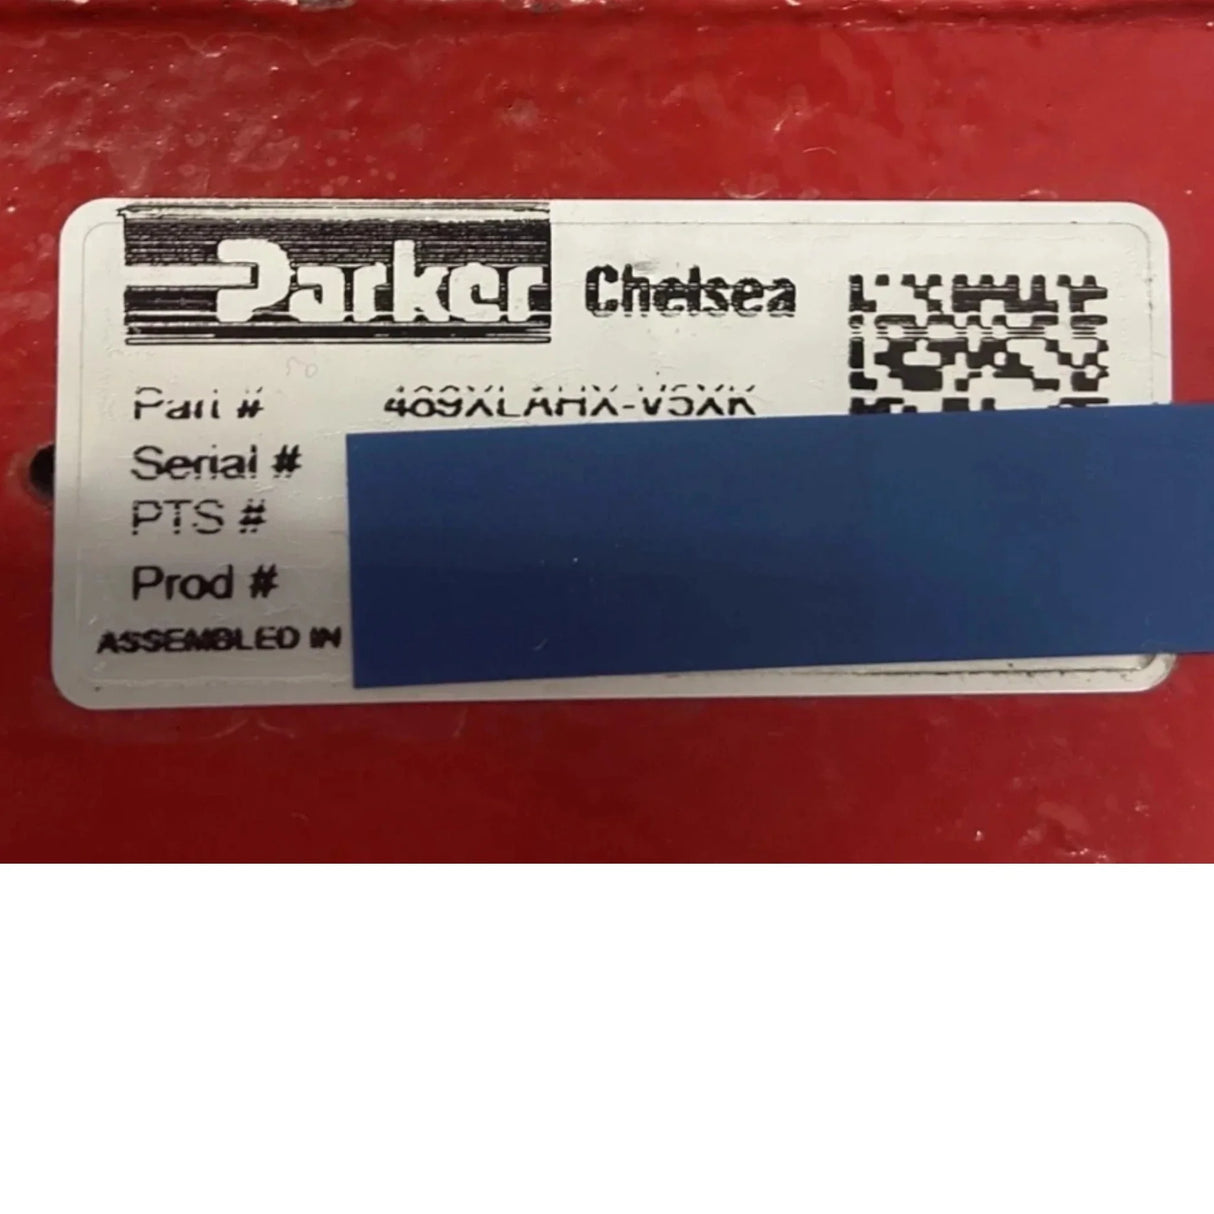 Parker Chelsea
Part # 489XLAHX-V5XK
Serial #
PTS #
Prod #
ASSEMBLED IN